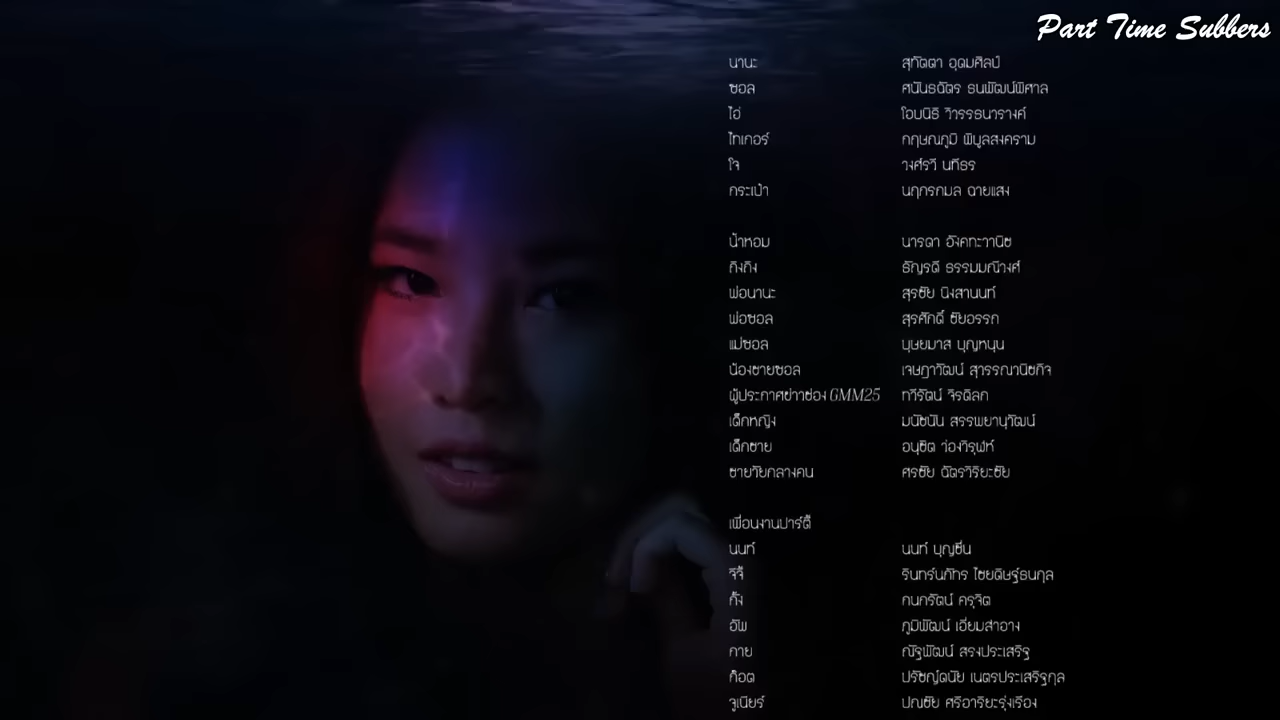 Part Time Subbers
นานะ สุทัตตา อุดมศิลป์
ซอล ศนันธฉัตร ธนพัฒน์พิศาล
ไอ่ โอบนิธิ วิวรรธนวรางค์
ไทเกอร์ กฤษณภูมิ พิบูลสงคราม
โจ วงศ์รวี นทีธร
กระเป๋า นฤกรกมล ฉายแสง
น้ำหอม นารดา อังคทะวานิช
กิงกิง ธัญรดี ธรรมมณีวงศ์
พ่อนานะ สุรชัย นิงสานนท์
พ่อซอล สุรศักดิ์ ชัยอรรถ
แม่ซอล บุษยมาส บุญหนุน
น้องชายซอล เจษฎาวัฒน์ สุวรรณวนิชกิจ
ผู้ประกาศข่าวช่อง GMM25 ทวีรัตน์ จิรดิลก
เด็กหญิง มนัชนัน สรรพยานุวัฒน์
เด็กชาย อนุชิต ว่องวิรุฬห์
ชายวัยกลางคน ศรชัย ฉัตรวิริยะชัย
เพื่อนงานปาร์ตี้
นนท์ นนท์ บุญชื่น
จีจี้ รินทร์นภัทร ไชยดิษฐ์ธนกุล
กั้ง กนกรัตน์ ครุจิต
อัพ ภูมิพัฒน์ เอี่ยมสำอาง
กาย ณัฐพัฒน์ สรงประเสริฐ
ก๊อต ปรัชญ์ดนัย เนตรประเสริฐกุล
จูเนียร์ ปณชัย ศรีอาริยะรุ่งเรือง